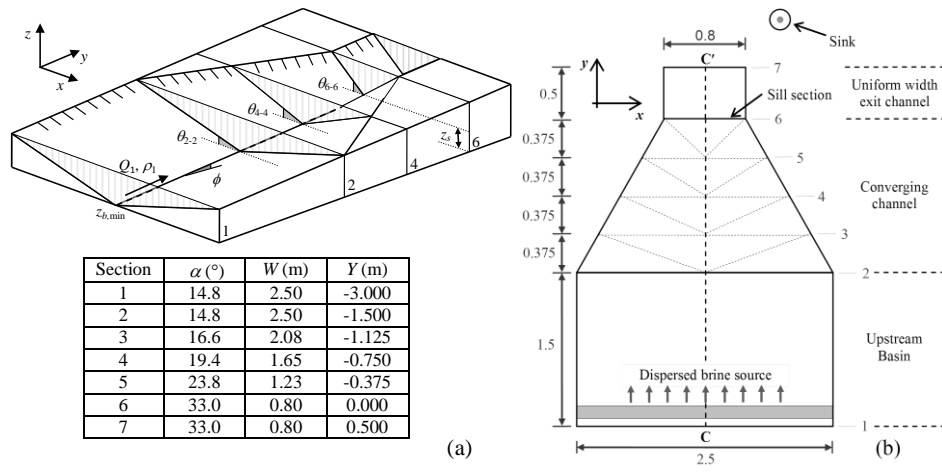 z
y
x
θ6-6
θ4-4
θ2-2
zs
6
4
2
Q1, ρ1
ϕ
zb,min
1
Section α (°) W (m) Y (m)
1 14.8 2.50 -3.000
2 14.8 2.50 -1.500
3 16.6 2.08 -1.125
4 19.4 1.65 -0.750
5 23.8 1.23 -0.375
6 33.0 0.80 0.000
7 33.0 0.80 0.500
(a)
0.8
Sink
C'
7
y
x
0.5
Sill section
Uniform width
exit channel
6
0.375
5
0.375
4
Converging
channel
0.375
3
0.375
2
1.5
Upstream
Basin
Dispersed brine source
1
C
2.5
(b)